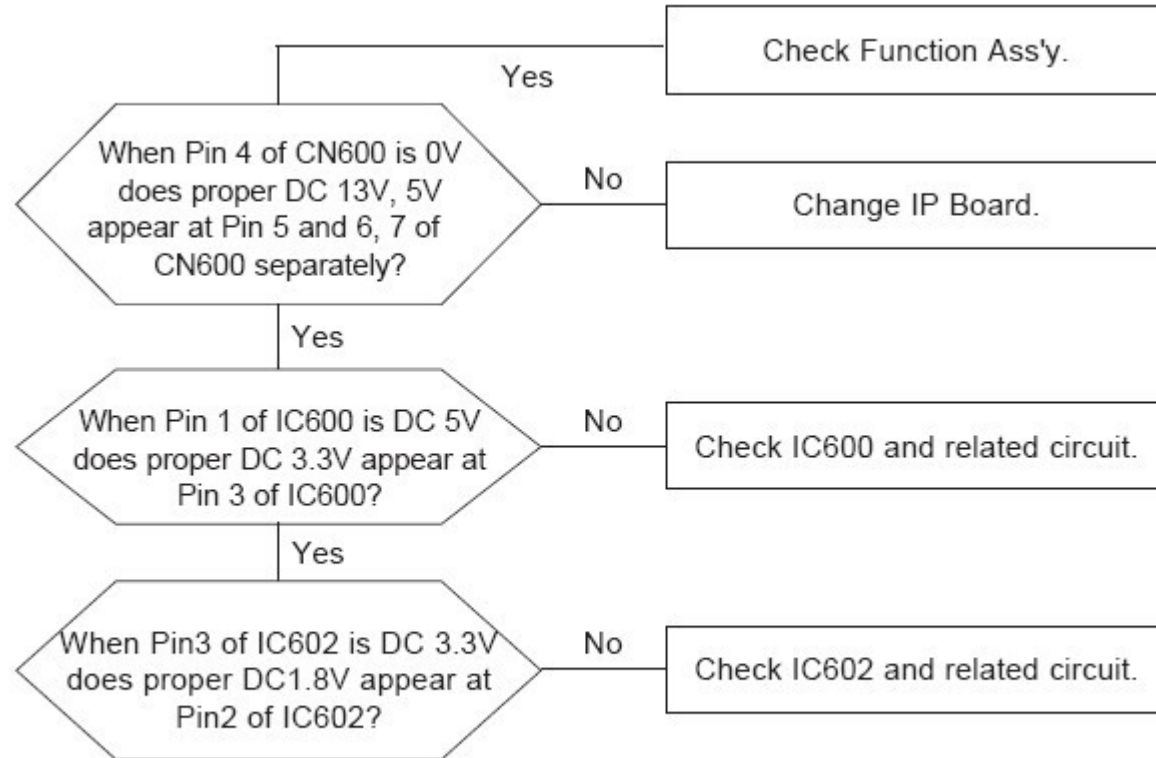 Check Function Ass'y.
Yes
When Pin 4 of CN600 is 0V
does proper DC 13V, 5V
appear at Pin 5 and 6, 7 of
CN600 separately?
No
Change IP Board.
Yes
When Pin 1 of IC600 is DC 5V
does proper DC 3.3V appear at
Pin 3 of IC600?
No
Check IC600 and related circuit.
Yes
When Pin3 of IC602 is DC 3.3V
does proper DC1.8V appear at
Pin2 of IC602?
No
Check IC602 and related circuit.